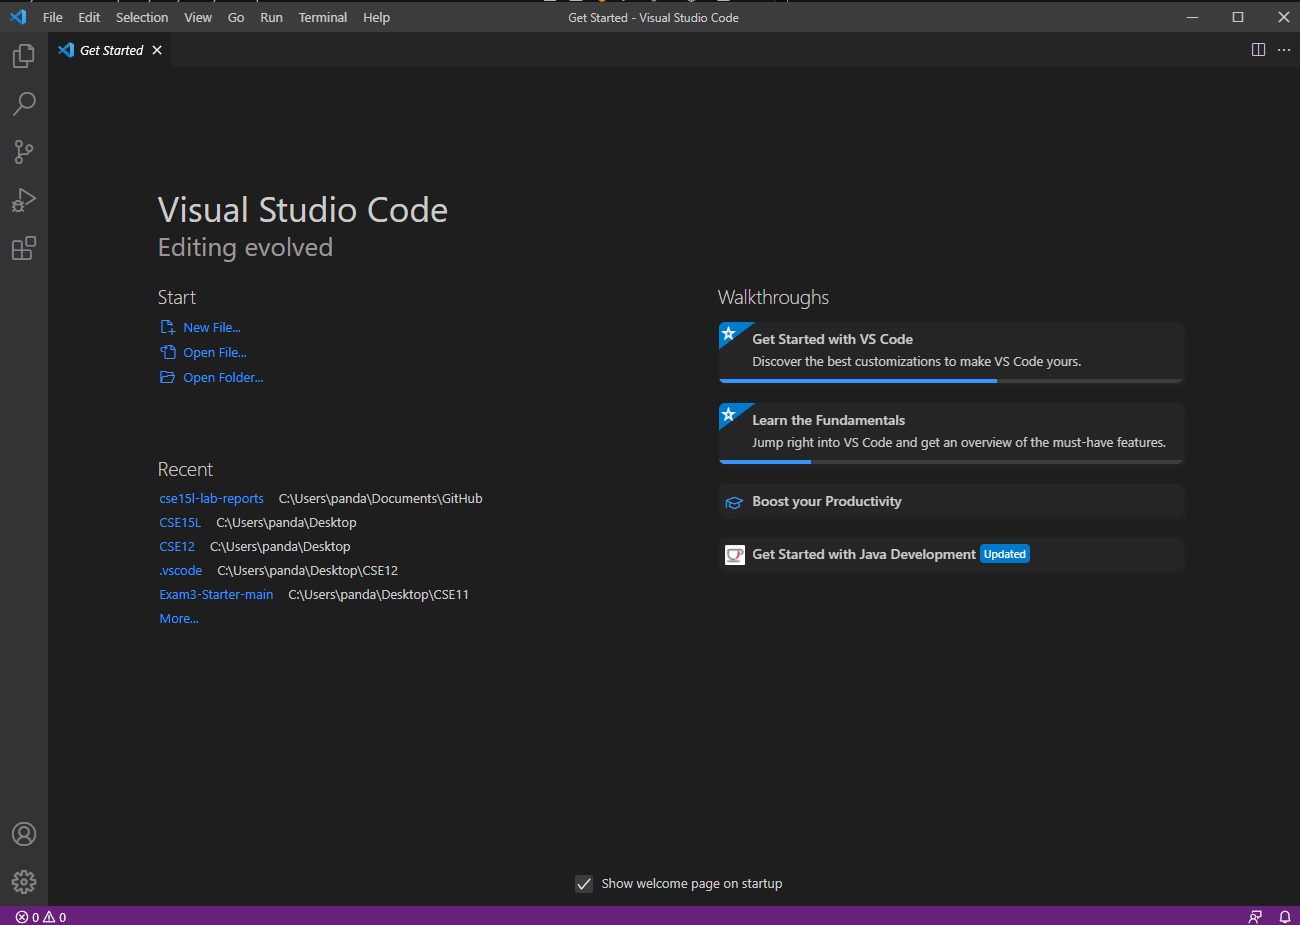 File Edit Selection View Go Run Terminal Help Get Started - Visual Studio Code
Get Started
Visual Studio Code
Editing evolved
Start
New File...
Open File...
Open Folder...
Recent
cse15l-lab-reports C:\Users\panda\Documents\GitHub
CSE15L C:\Users\panda\Desktop
CSE12 C:\Users\panda\Desktop
.vscode C:\Users\panda\Desktop\CSE12
Exam3-Starter-main C:\Users\panda\Desktop\CSE11
More...
Walkthroughs
Get Started with VS Code
Discover the best customizations to make VS Code yours.
Learn the Fundamentals
Jump right into VS Code and get an overview of the must-have features.
Boost your Productivity
Get Started with Java Development Updated
Show welcome page on startup
0 0